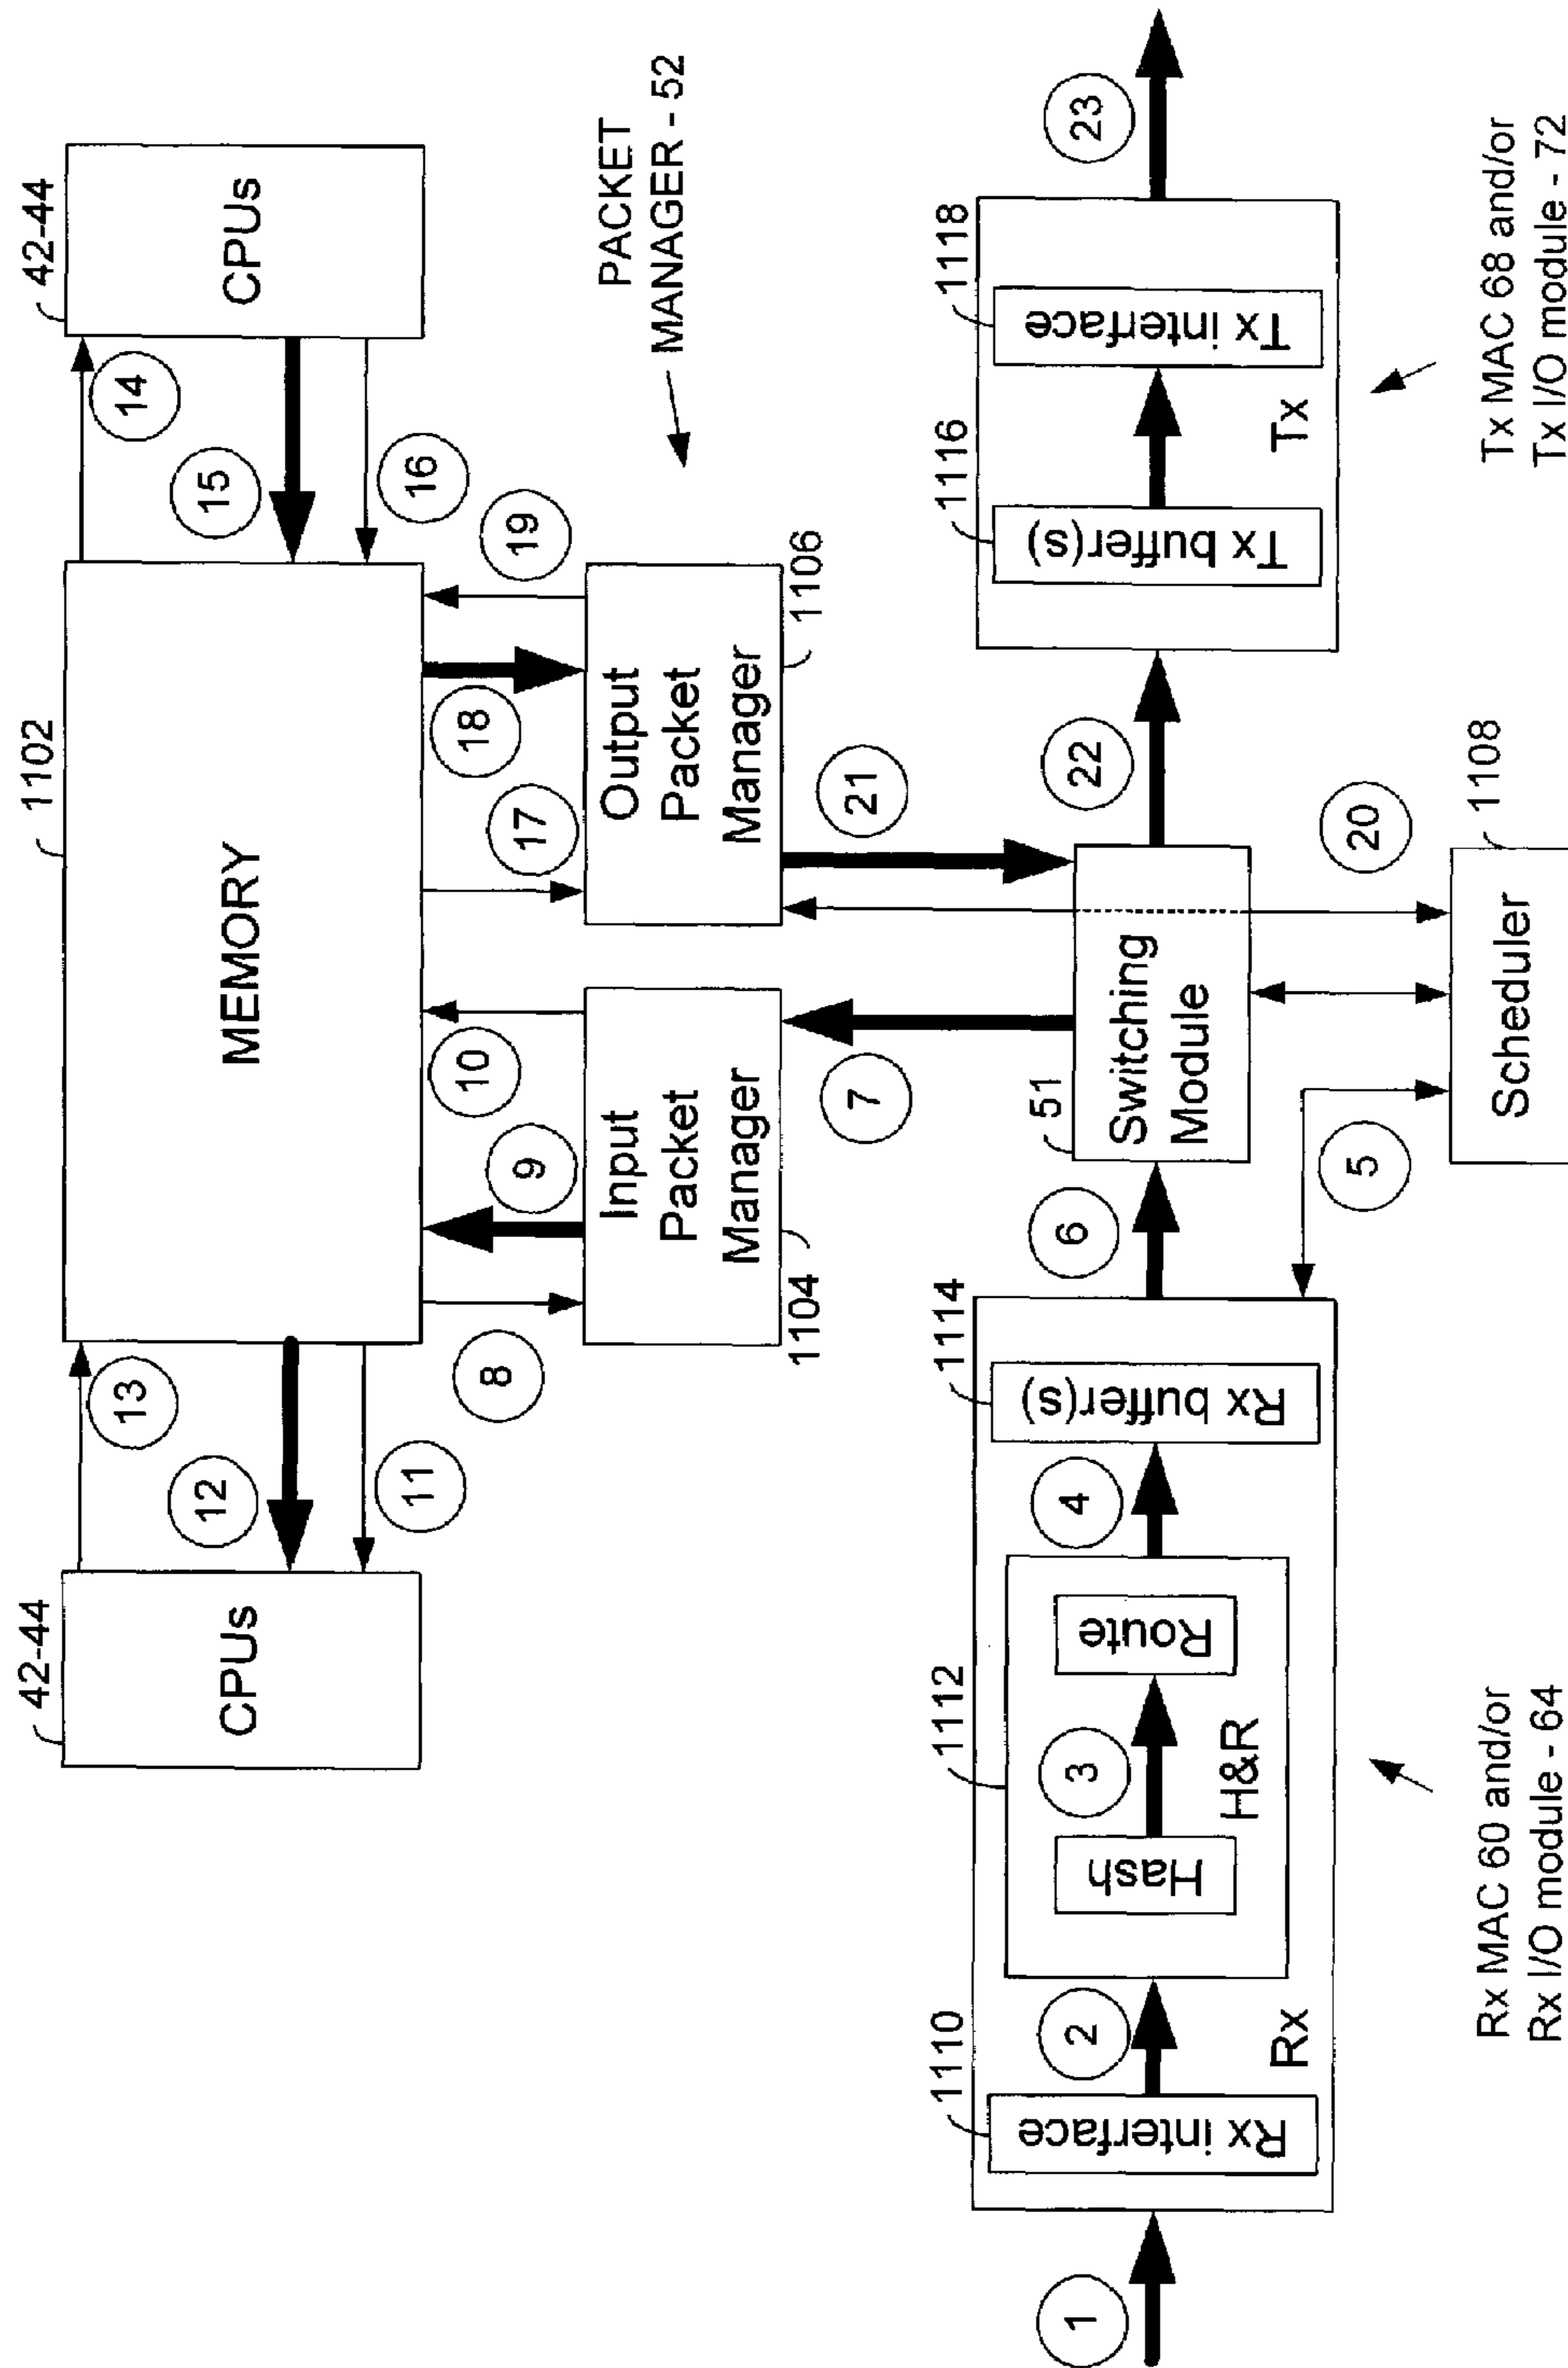 42-44
CPUs
13
12
11
1102
MEMORY
14
15
16
42-44
CPUs
8
9
10
17
18
19
Input
Packet
Manager
1104
Output
Packet
Manager
1106
PACKET
MANAGER - 52
7
21
1
1110
Rx interface
2
1112
Hash
3
Route
H&R
4
1114
Rx buffer(s)
Rx
6
51
Switching
Module
22
1116
Tx buffer(s)
1118
Tx interface
Tx
23
5
20
Scheduler
1108
Rx MAC 60 and/or
Rx I/O module - 64
Tx MAC 68 and/or
Tx I/O module - 72